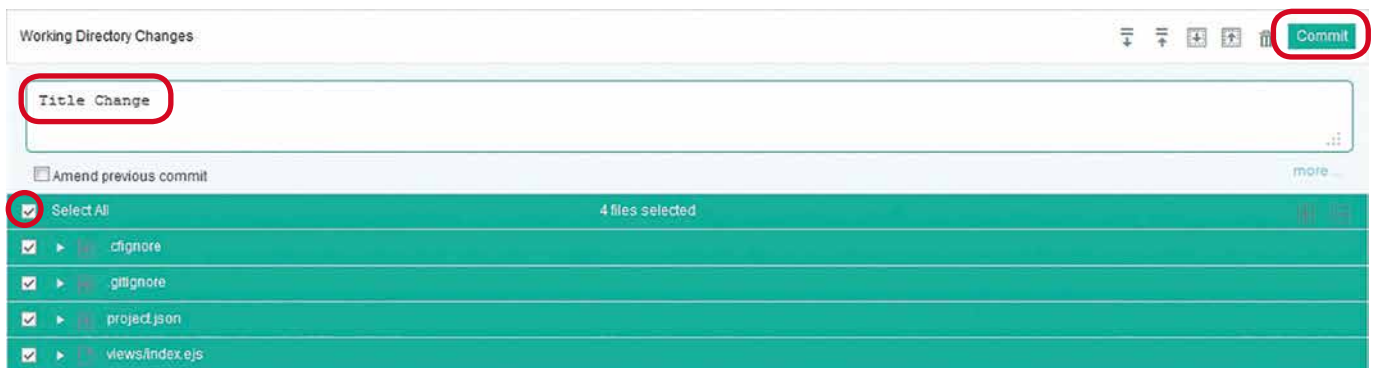 Working Directory Changes
Commit
Title Change
Amend previous commit
more ...
Select All
4 files selected
.cfignore
.gitignore
project.json
views/index.ejs